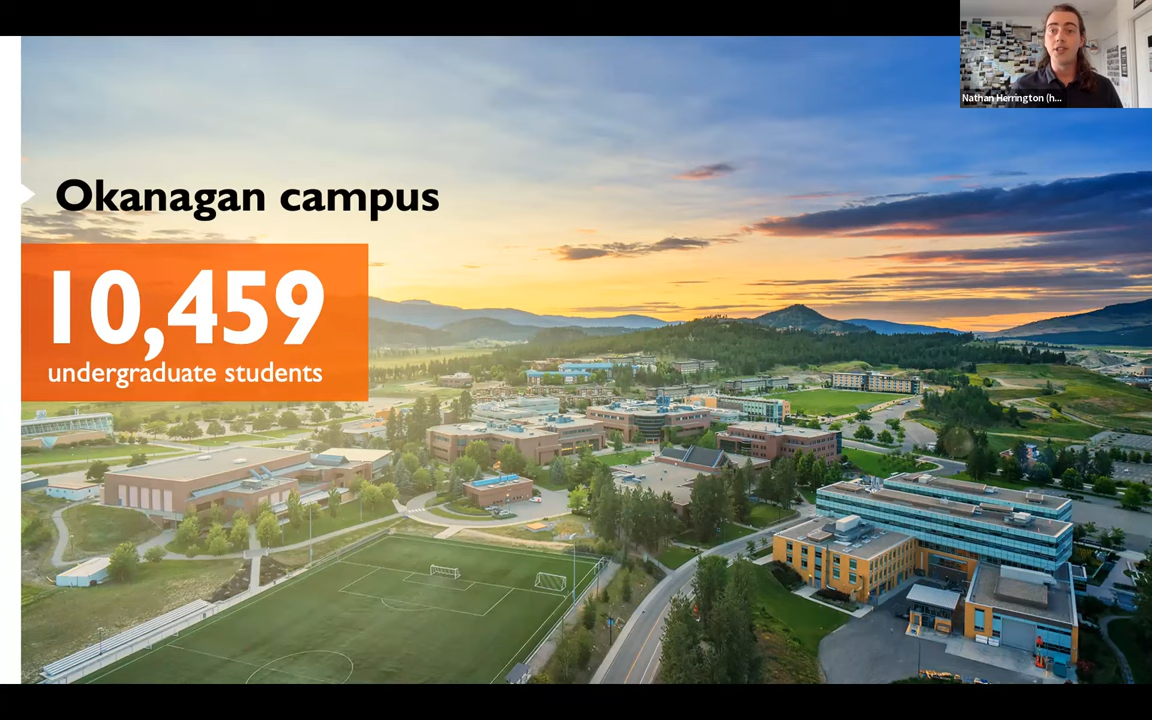 Nathan Herrington (h...
Okanagan campus
10,459
undergraduate students